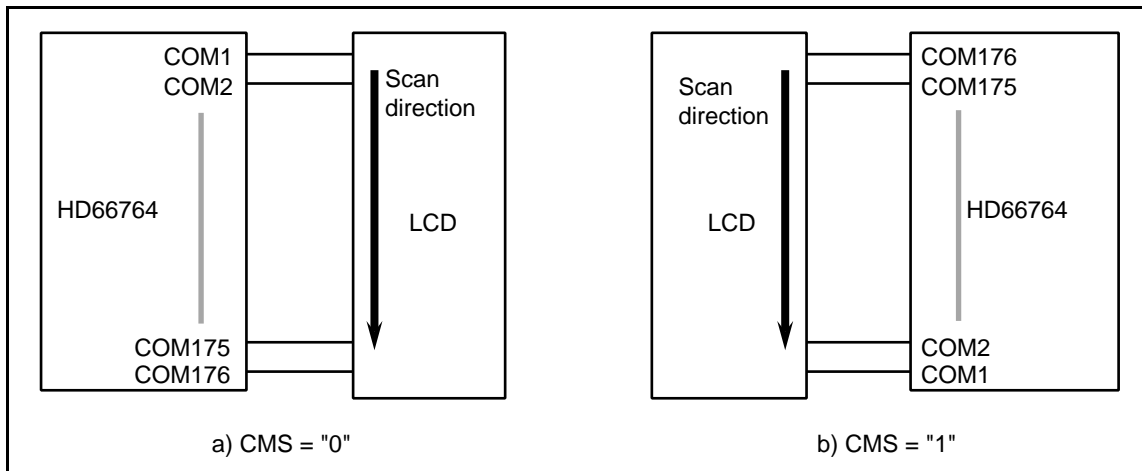 COM1
COM2
Scan
direction
HD66764
LCD
COM175
COM176
a) CMS = "0"
COM176
COM175
Scan
direction
LCD
HD66764
COM2
COM1
b) CMS = "1"